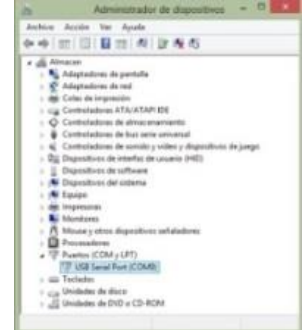 Administrador de dispositivos
Archivo Acción Ver Ayuda
Almacen
Adaptadores de pantalla
Adaptadores de red
Colas de impresión
Controladoras ATA/ATAPI IDE
Controladoras de almacenamiento
Controladoras de bus serie universal
Controladoras de sonido y vídeo y dispositivos de juego
Dispositivos de interfaz de usuario (HID)
Dispositivos de software
Dispositivos del sistema
Equipo
Impresoras
Monitores
Mouse y otros dispositivos señaladores
Procesadores
Puertos (COM y LPT)
USB Serial Port (COM8)
Teclados
Unidades de disco
Unidades de DVD o CD-ROM